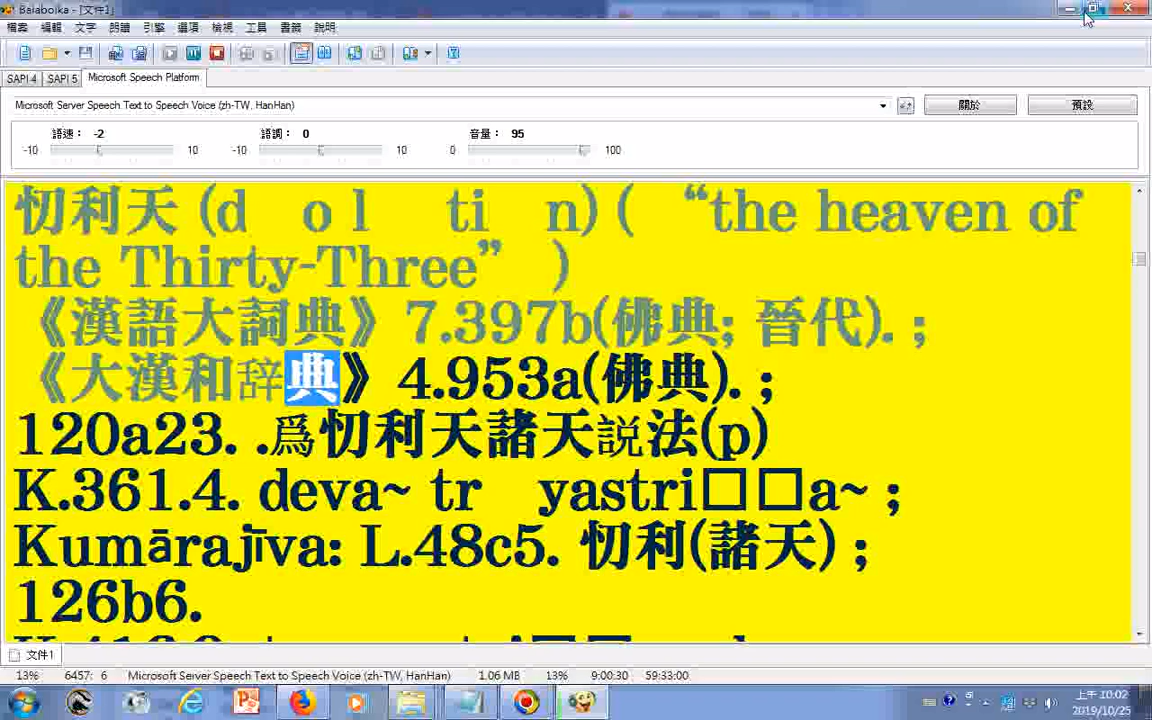 Balabolka - [文件1]
檔案 編輯 文字 朗讀 引擎 選項 檢視 工具 書籤 說明
SAPI 4 SAPI 5 Microsoft Speech Platform
Microsoft Server Speech Text to Speech Voice (zh-TW, HanHan) 關於 預設
語速： -2 語調： 0 音量： 95
-10 10 -10 10 0 100
忉利天 (d o l ti n) ( “the heaven of
the Thirty-Three” )
《漢語大詞典》 7.397b(佛典; 晉代). ;
《大漢和辞典》 4.953a(佛典). ;
120a23. .爲忉利天諸天説法(p)
K.361.4. deva~ tr yastri□□a~ ;
Kumārajīva: L.48c5. 忉利(諸天) ;
126b6.
文件1
13% 6457: 6 Microsoft Server Speech Text to Speech Voice (zh-TW, HanHan) 1.06 MB 13% 9:00:30 59:33:00
上午 10:02
2019/10/25